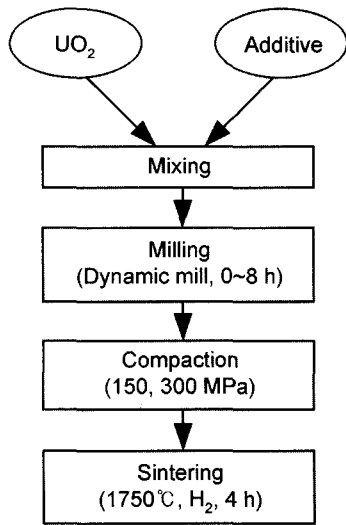 UO₂ Additive
Mixing
Milling
(Dynamic mill, 0~8 h)
Compaction
(150, 300 MPa)
Sintering
(1750℃, H₂, 4 h)